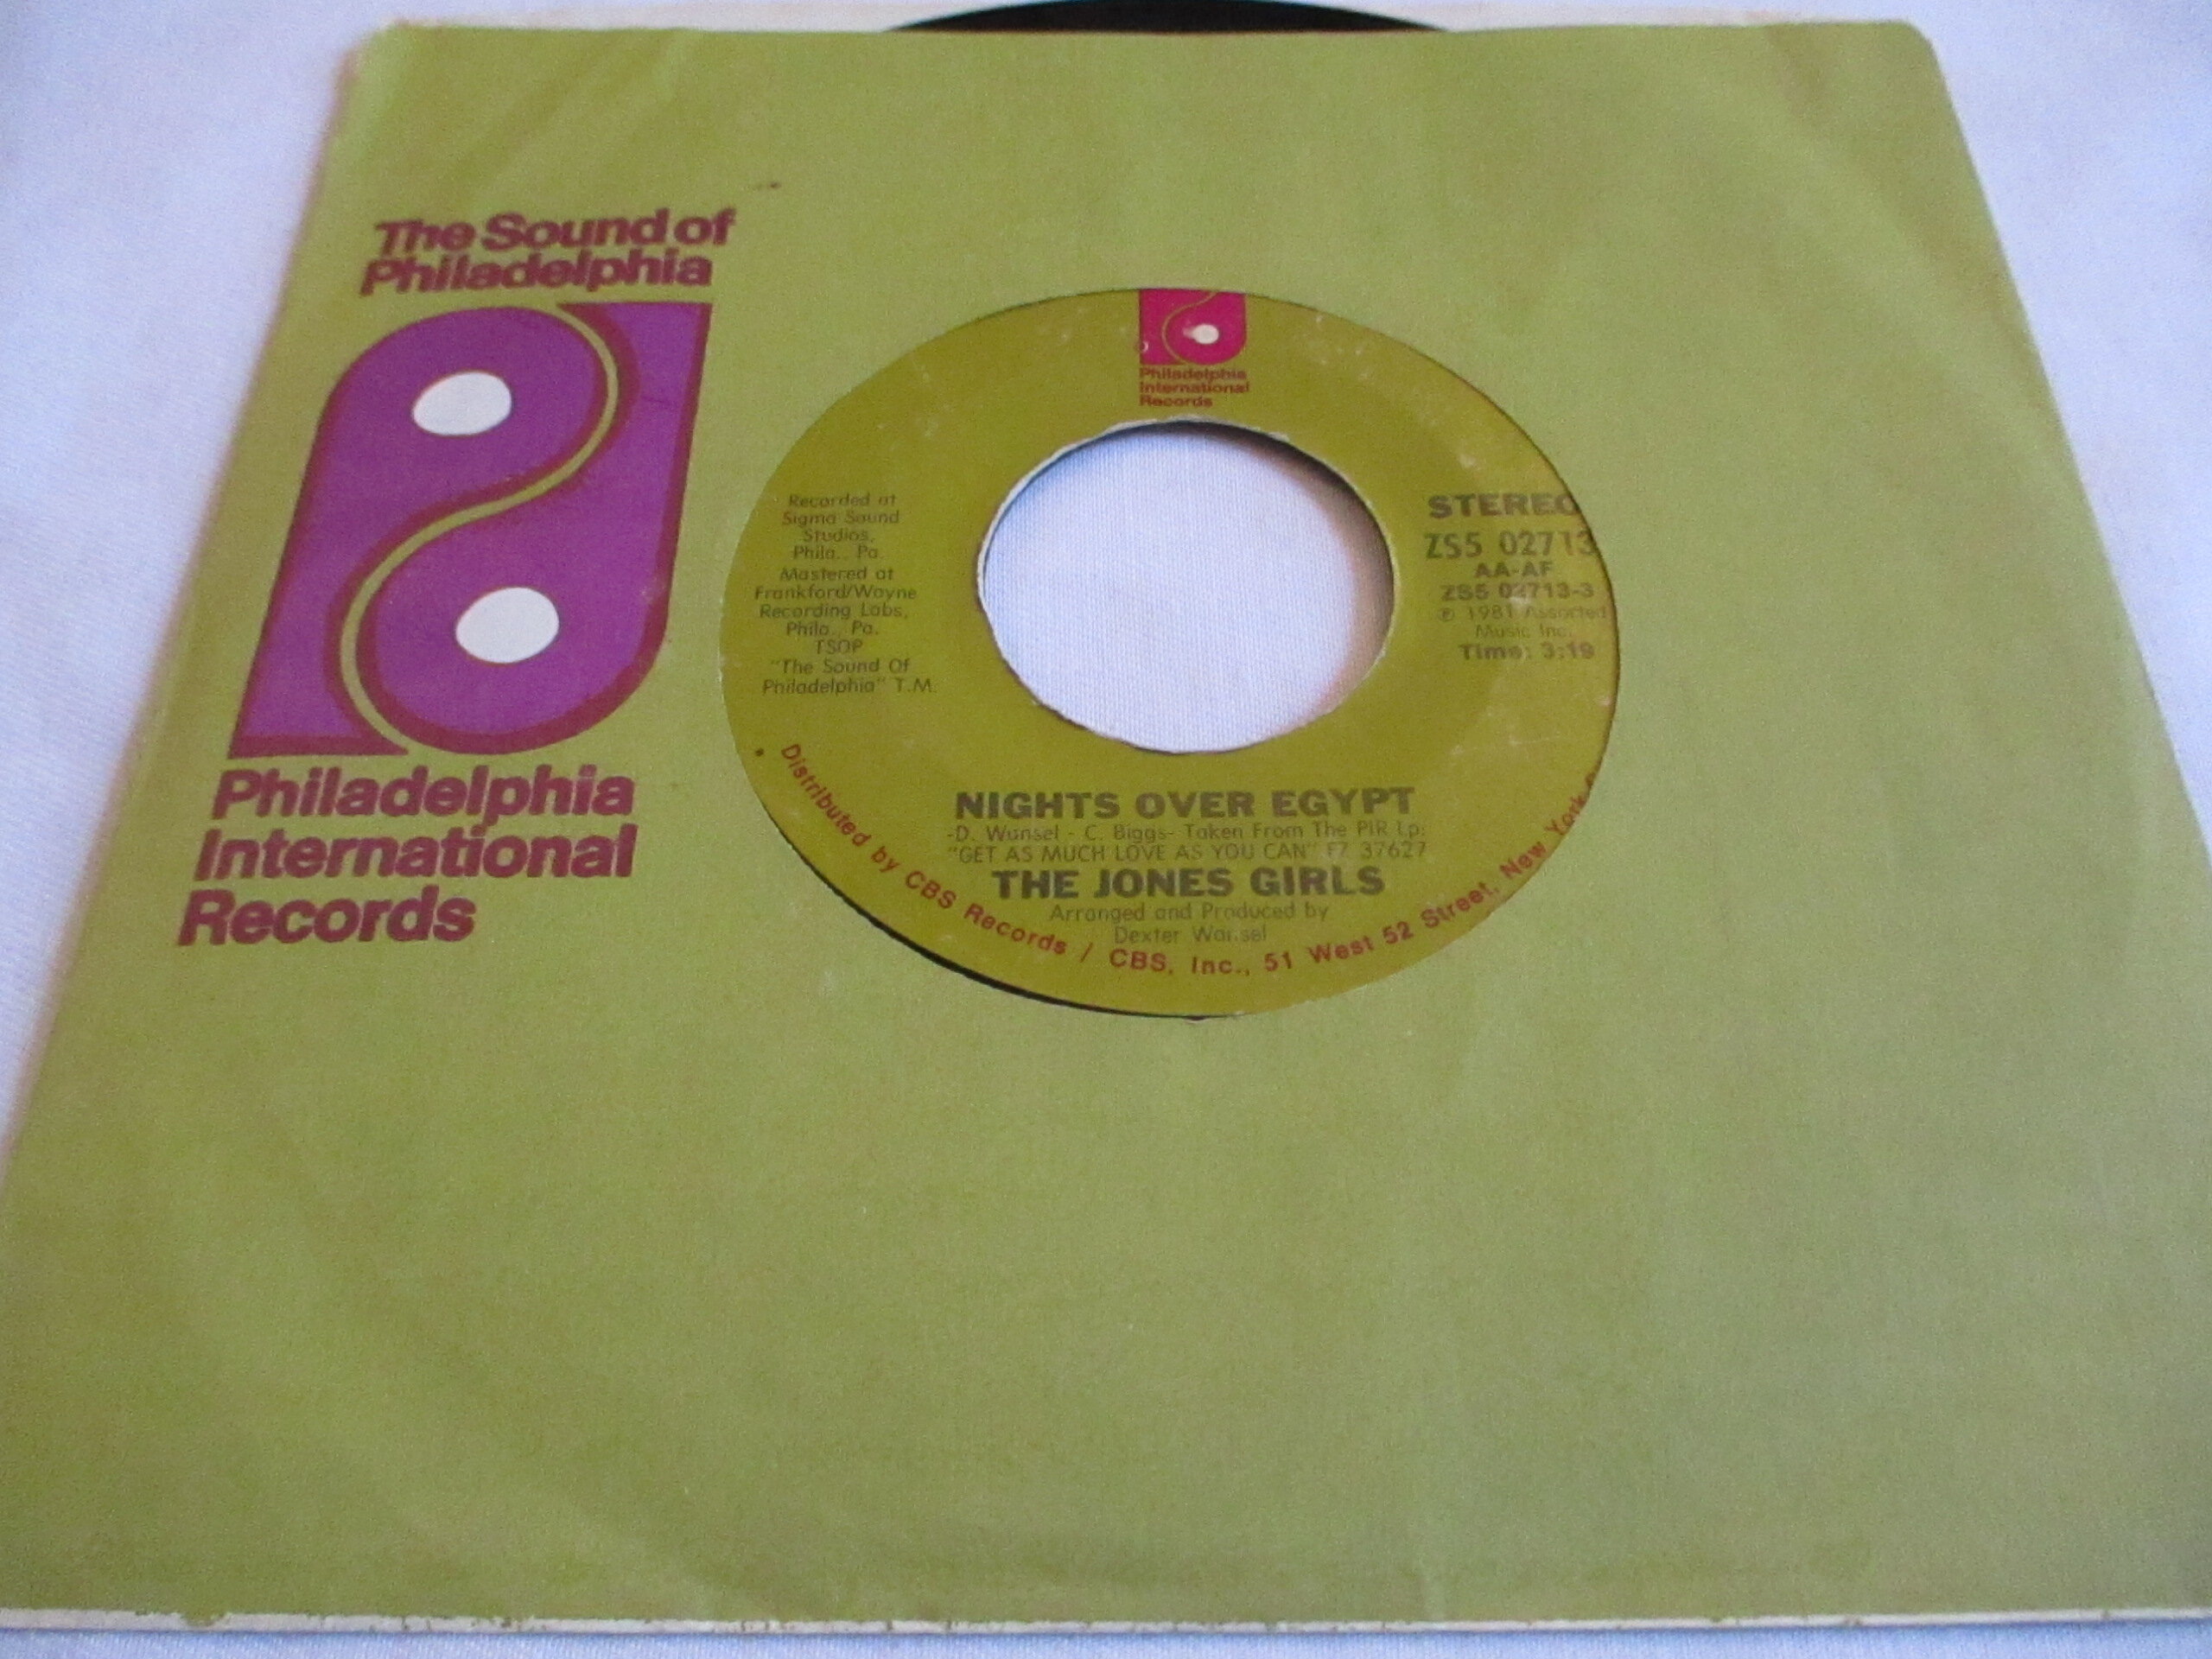 The Sound of
Philadelphia
Philadelphia
International
Records
Philadelphia
International
Records
Recorded at
Sigma Sound
Studios,
Phila., Pa.
Mastered at
Frankford/Wayne
Recording Labs,
Phila., Pa.
TSOP
"The Sound Of
Philadelphia" T.M.
STEREO
ZS5 02713
AA-AF
ZS5 02713-3
℗ 1981 Assorted
Music Inc.
Time: 3:19
NIGHTS OVER EGYPT
-D. Wansel - C. Biggs- Taken From The PIR Lp:
"GET AS MUCH LOVE AS YOU CAN" FZ 37627
THE JONES GIRLS
Arranged and Produced by
Dexter Wansel
• Distributed by CBS Records / CBS, Inc., 51 West 52 Street, New York